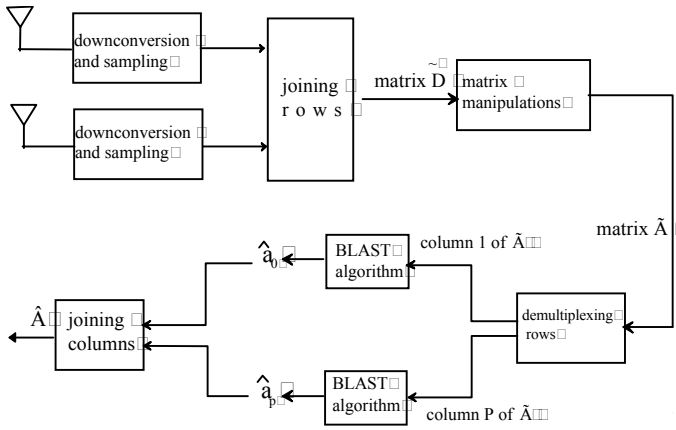 downconversion
and sampling
downconversion
and sampling
joining
rows
matrix D̃
matrix
manipulations
matrix Ã
demultiplexing
rows
column 1 of Ã
BLAST
algorithm
â0
column P of Ã
BLAST
algorithm
âp
joining
columns
Â